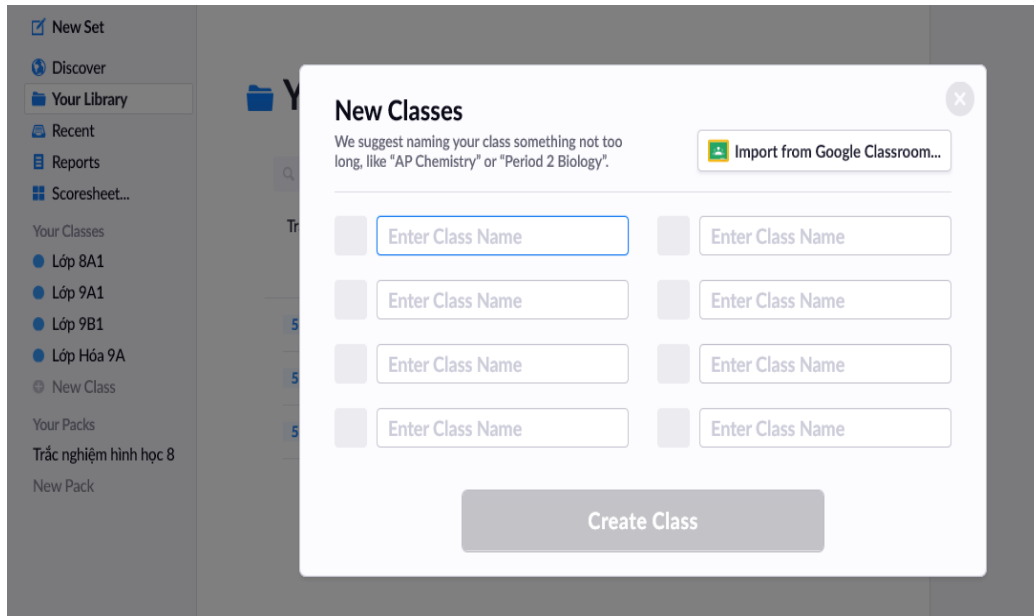 New Set
Discover
Your Library
Recent
Reports
Scoresheet...
Your Classes
Lớp 8A1
Lớp 9A1
Lớp 9B1
Lớp Hóa 9A
New Class
Your Packs
Trắc nghiệm hình học 8
New Pack
Y
Tr
5
5
5
New Classes
We suggest naming your class something not too
long, like “AP Chemistry” or “Period 2 Biology”.
Import from Google Classroom...
Enter Class Name
Enter Class Name
Enter Class Name
Enter Class Name
Enter Class Name
Enter Class Name
Enter Class Name
Enter Class Name
Create Class